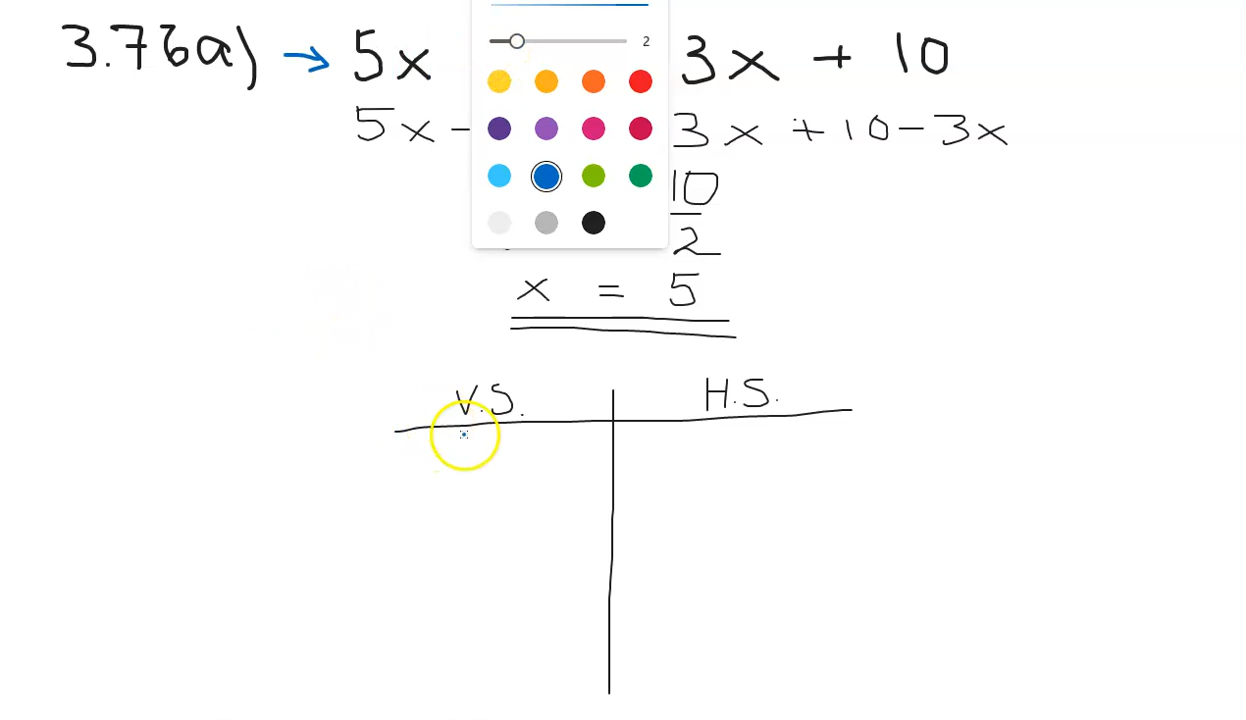 3.76a) → 5x 3x + 10
5x- 3x +10-3x
10
2
x = 5
V.S. H.S.
2